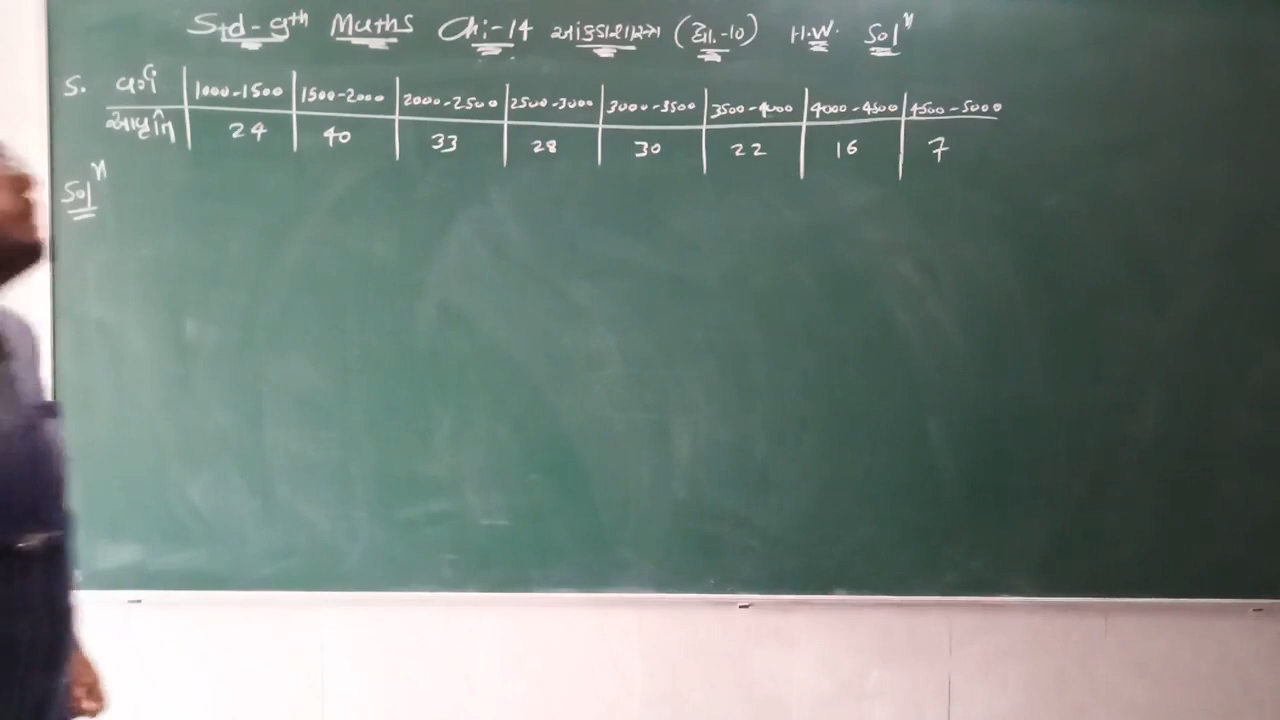 Std-9th Maths Ch:-14 આંકડાશાસ્ત્ર (દા.-10) H.W. Solⁿ
5. વર્ગ 1000-1500 1500-2000 2000-2500 2500-3000 3000-3500 3500-4000 4000-4500 4500-5000
આવૃત્તિ 24 40 33 28 30 22 16 7
Solⁿ